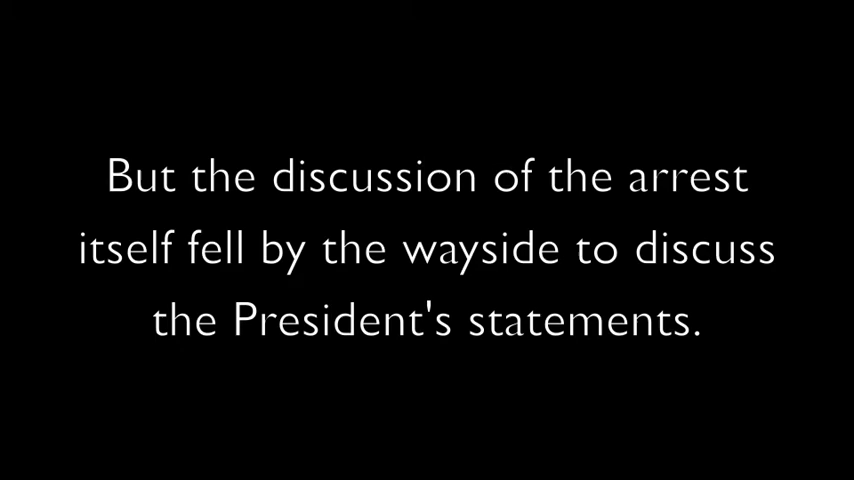 But the discussion of the arrest
itself fell by the wayside to discuss
the President's statements.